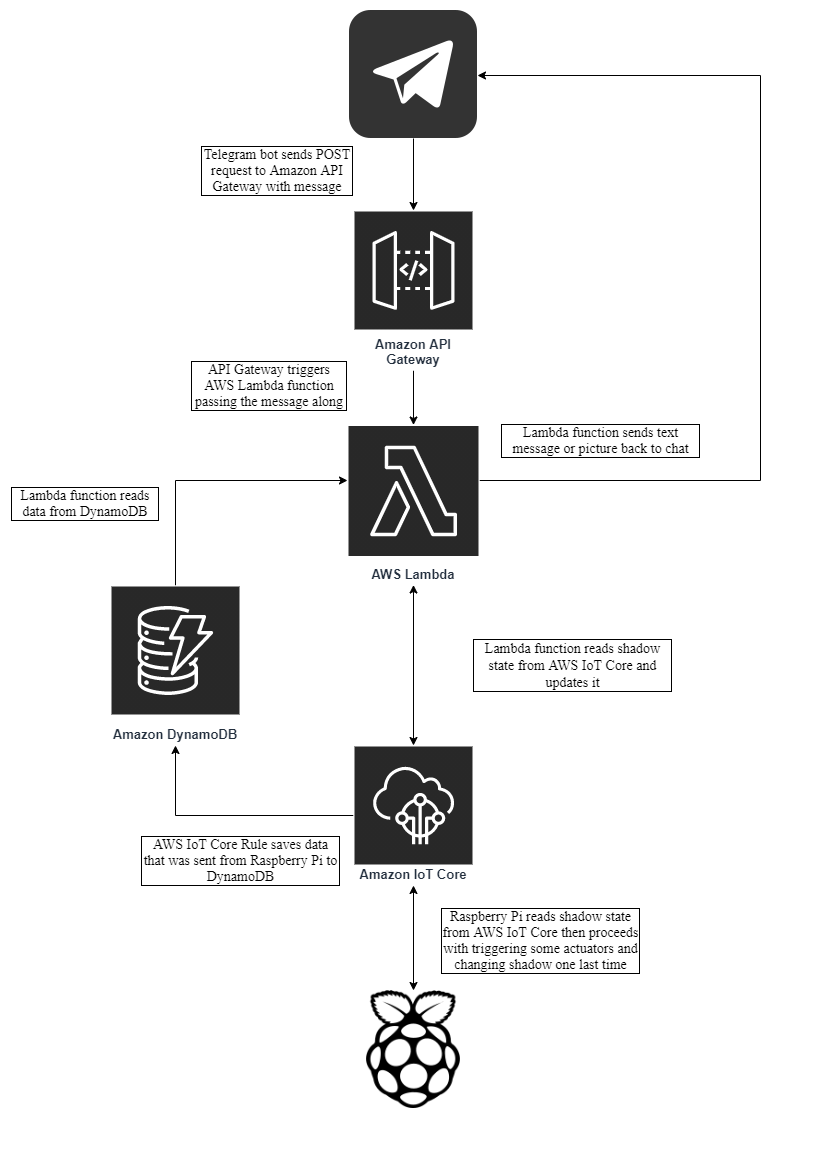 Telegram bot sends POST
request to Amazon API
Gateway with message
</>
Amazon API
Gateway
API Gateway triggers
AWS Lambda function
passing the message along
Lambda function sends text
message or picture back to chat
Lambda function reads
data from DynamoDB
AWS Lambda
Lambda function reads shadow
state from AWS IoT Core and
updates it
Amazon DynamoDB
AWS IoT Core Rule saves data
that was sent from Raspberry Pi to
DynamoDB
Amazon IoT Core
Raspberry Pi reads shadow state
from AWS IoT Core then proceeds
with triggering some actuators and
changing shadow one last time